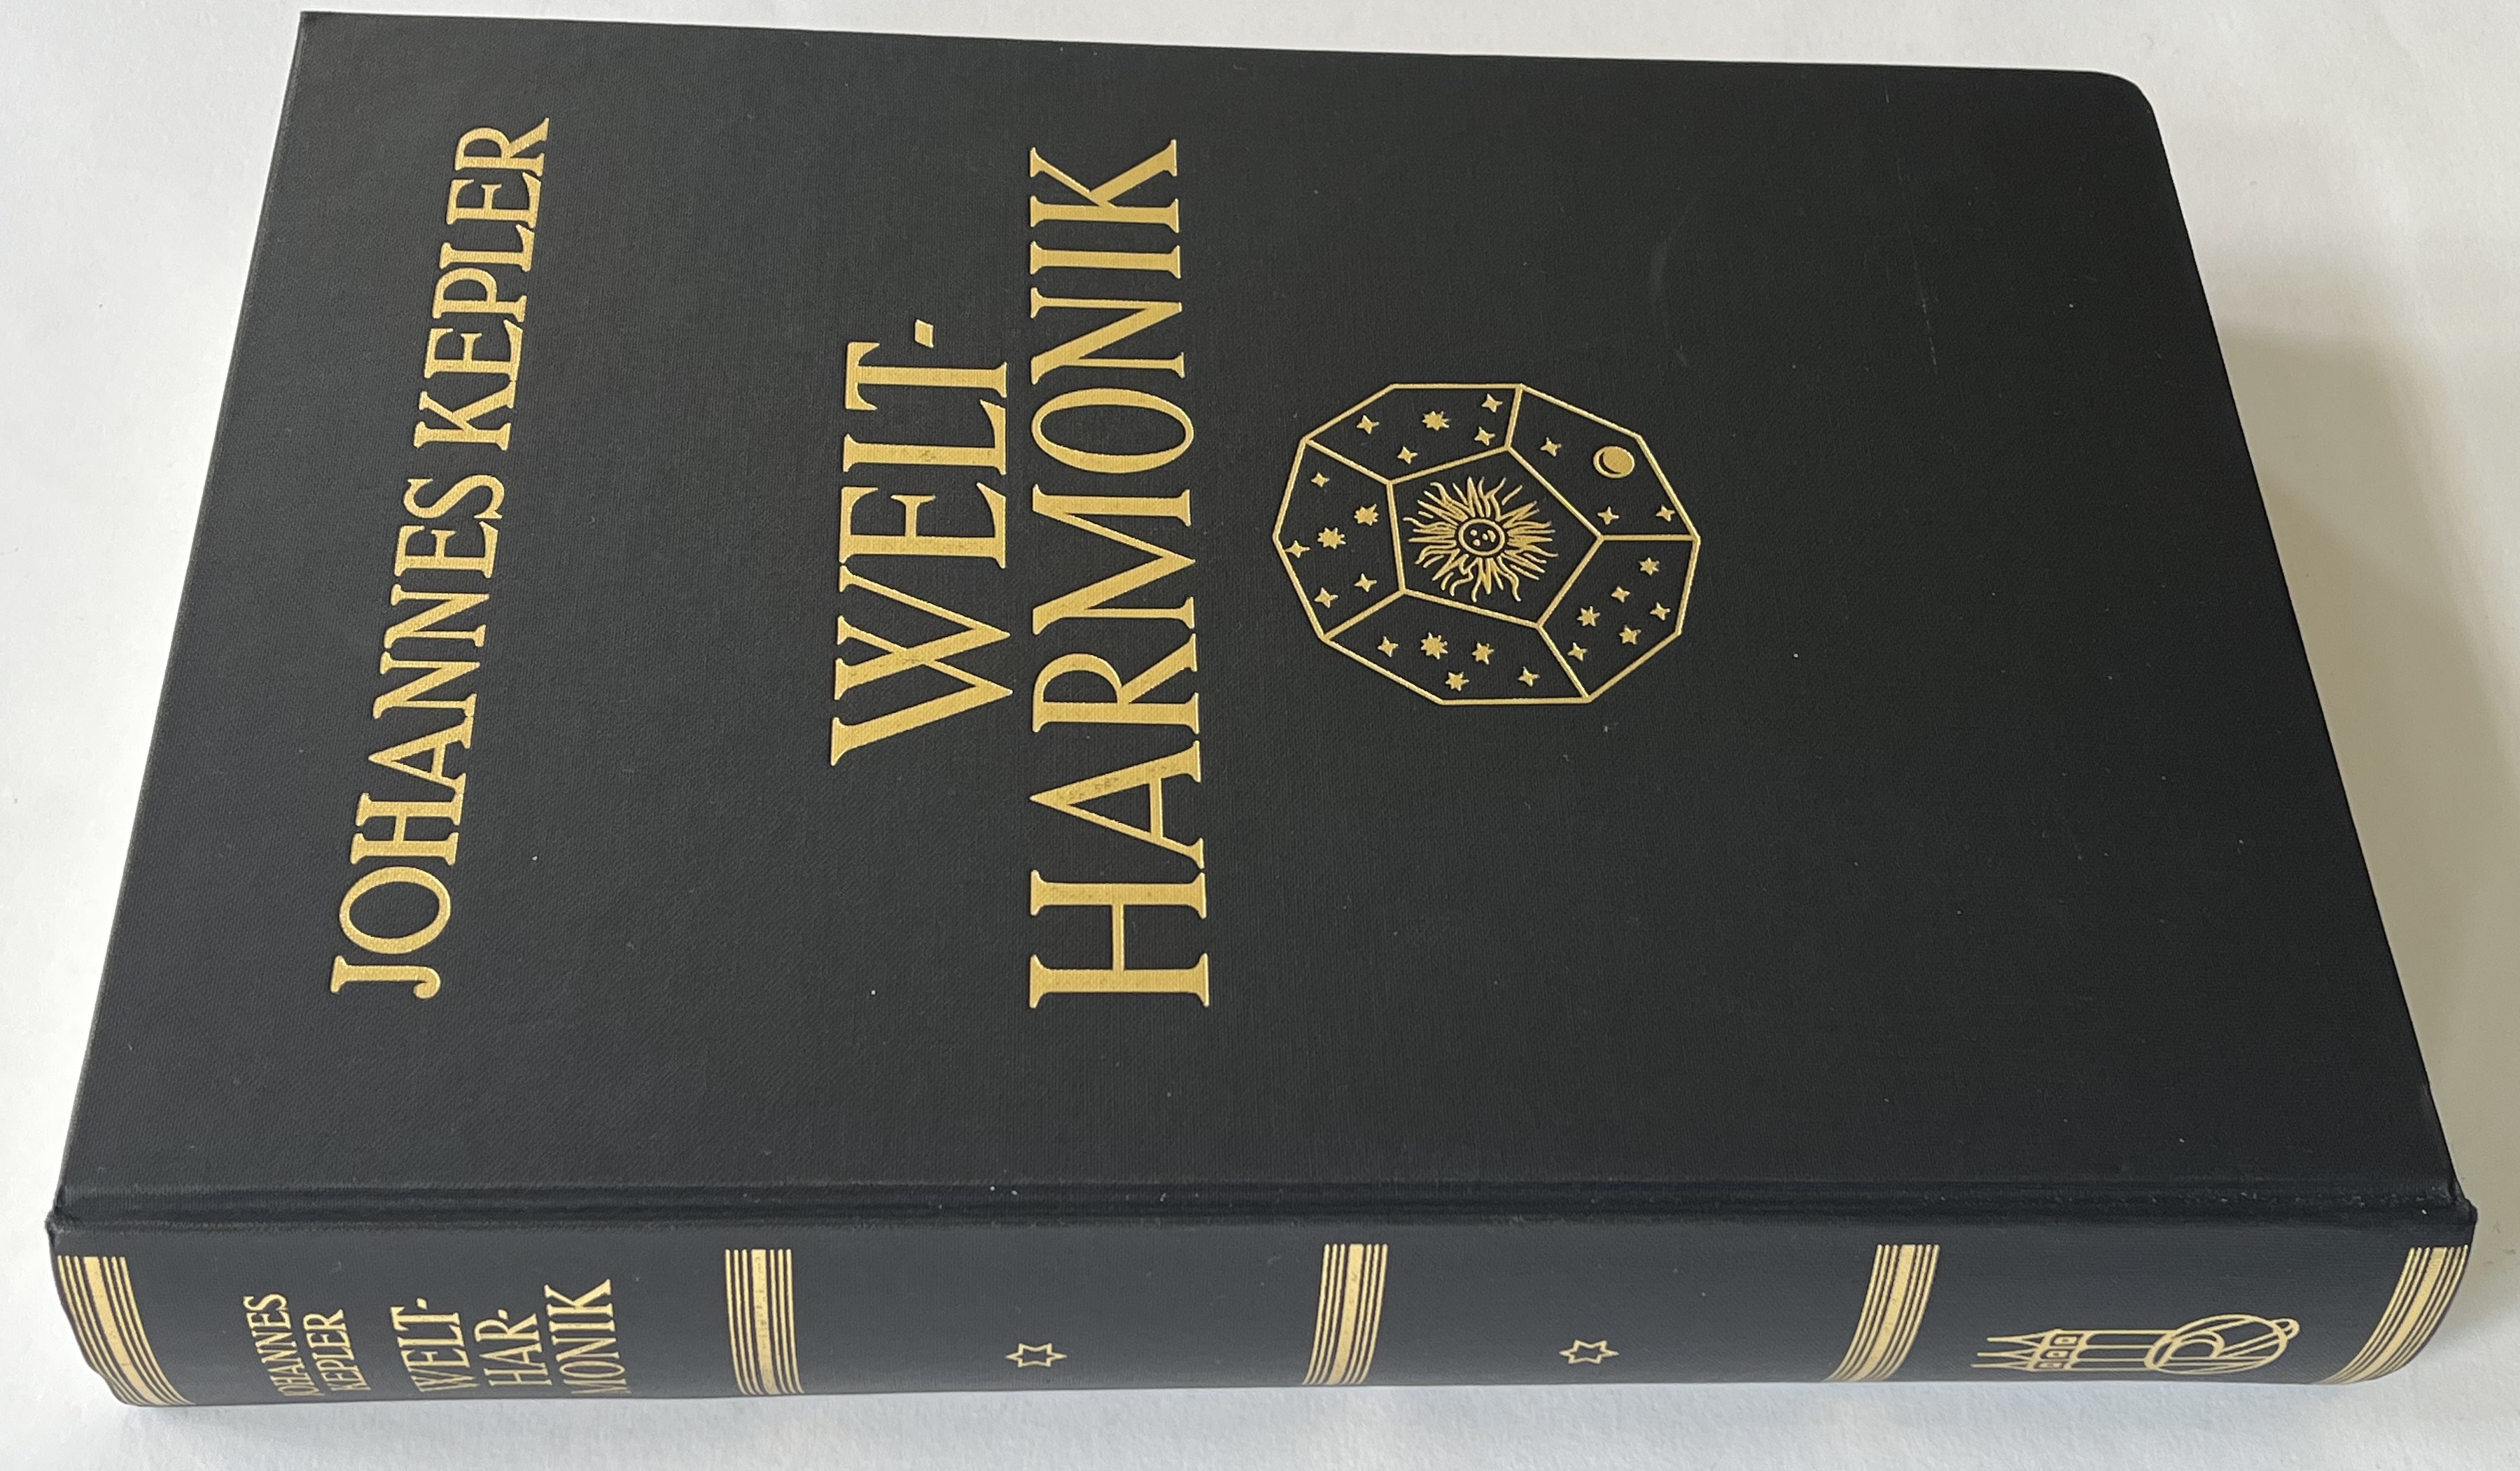 JOHANNES KEPLER
WELT-
HARMONIK
JOHANNES
KEPLER
WELT-
HAR-
MONIK
R